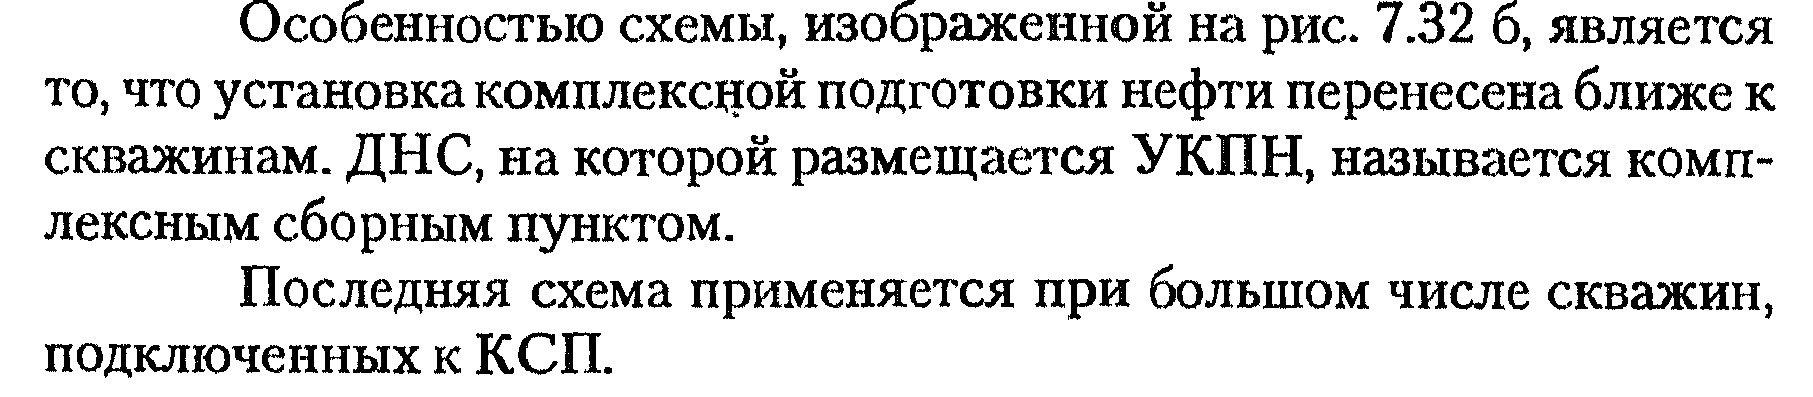 Особенностью схемы, изображенной на рис. 7.32 б, является
то, что установка комплексной подготовки нефти перенесена ближе к
скважинам. ДНС, на которой размещается УКПН, называется комп-
лексным сборным пунктом.
Последняя схема применяется при большом числе скважин,
подключенных к КСП.